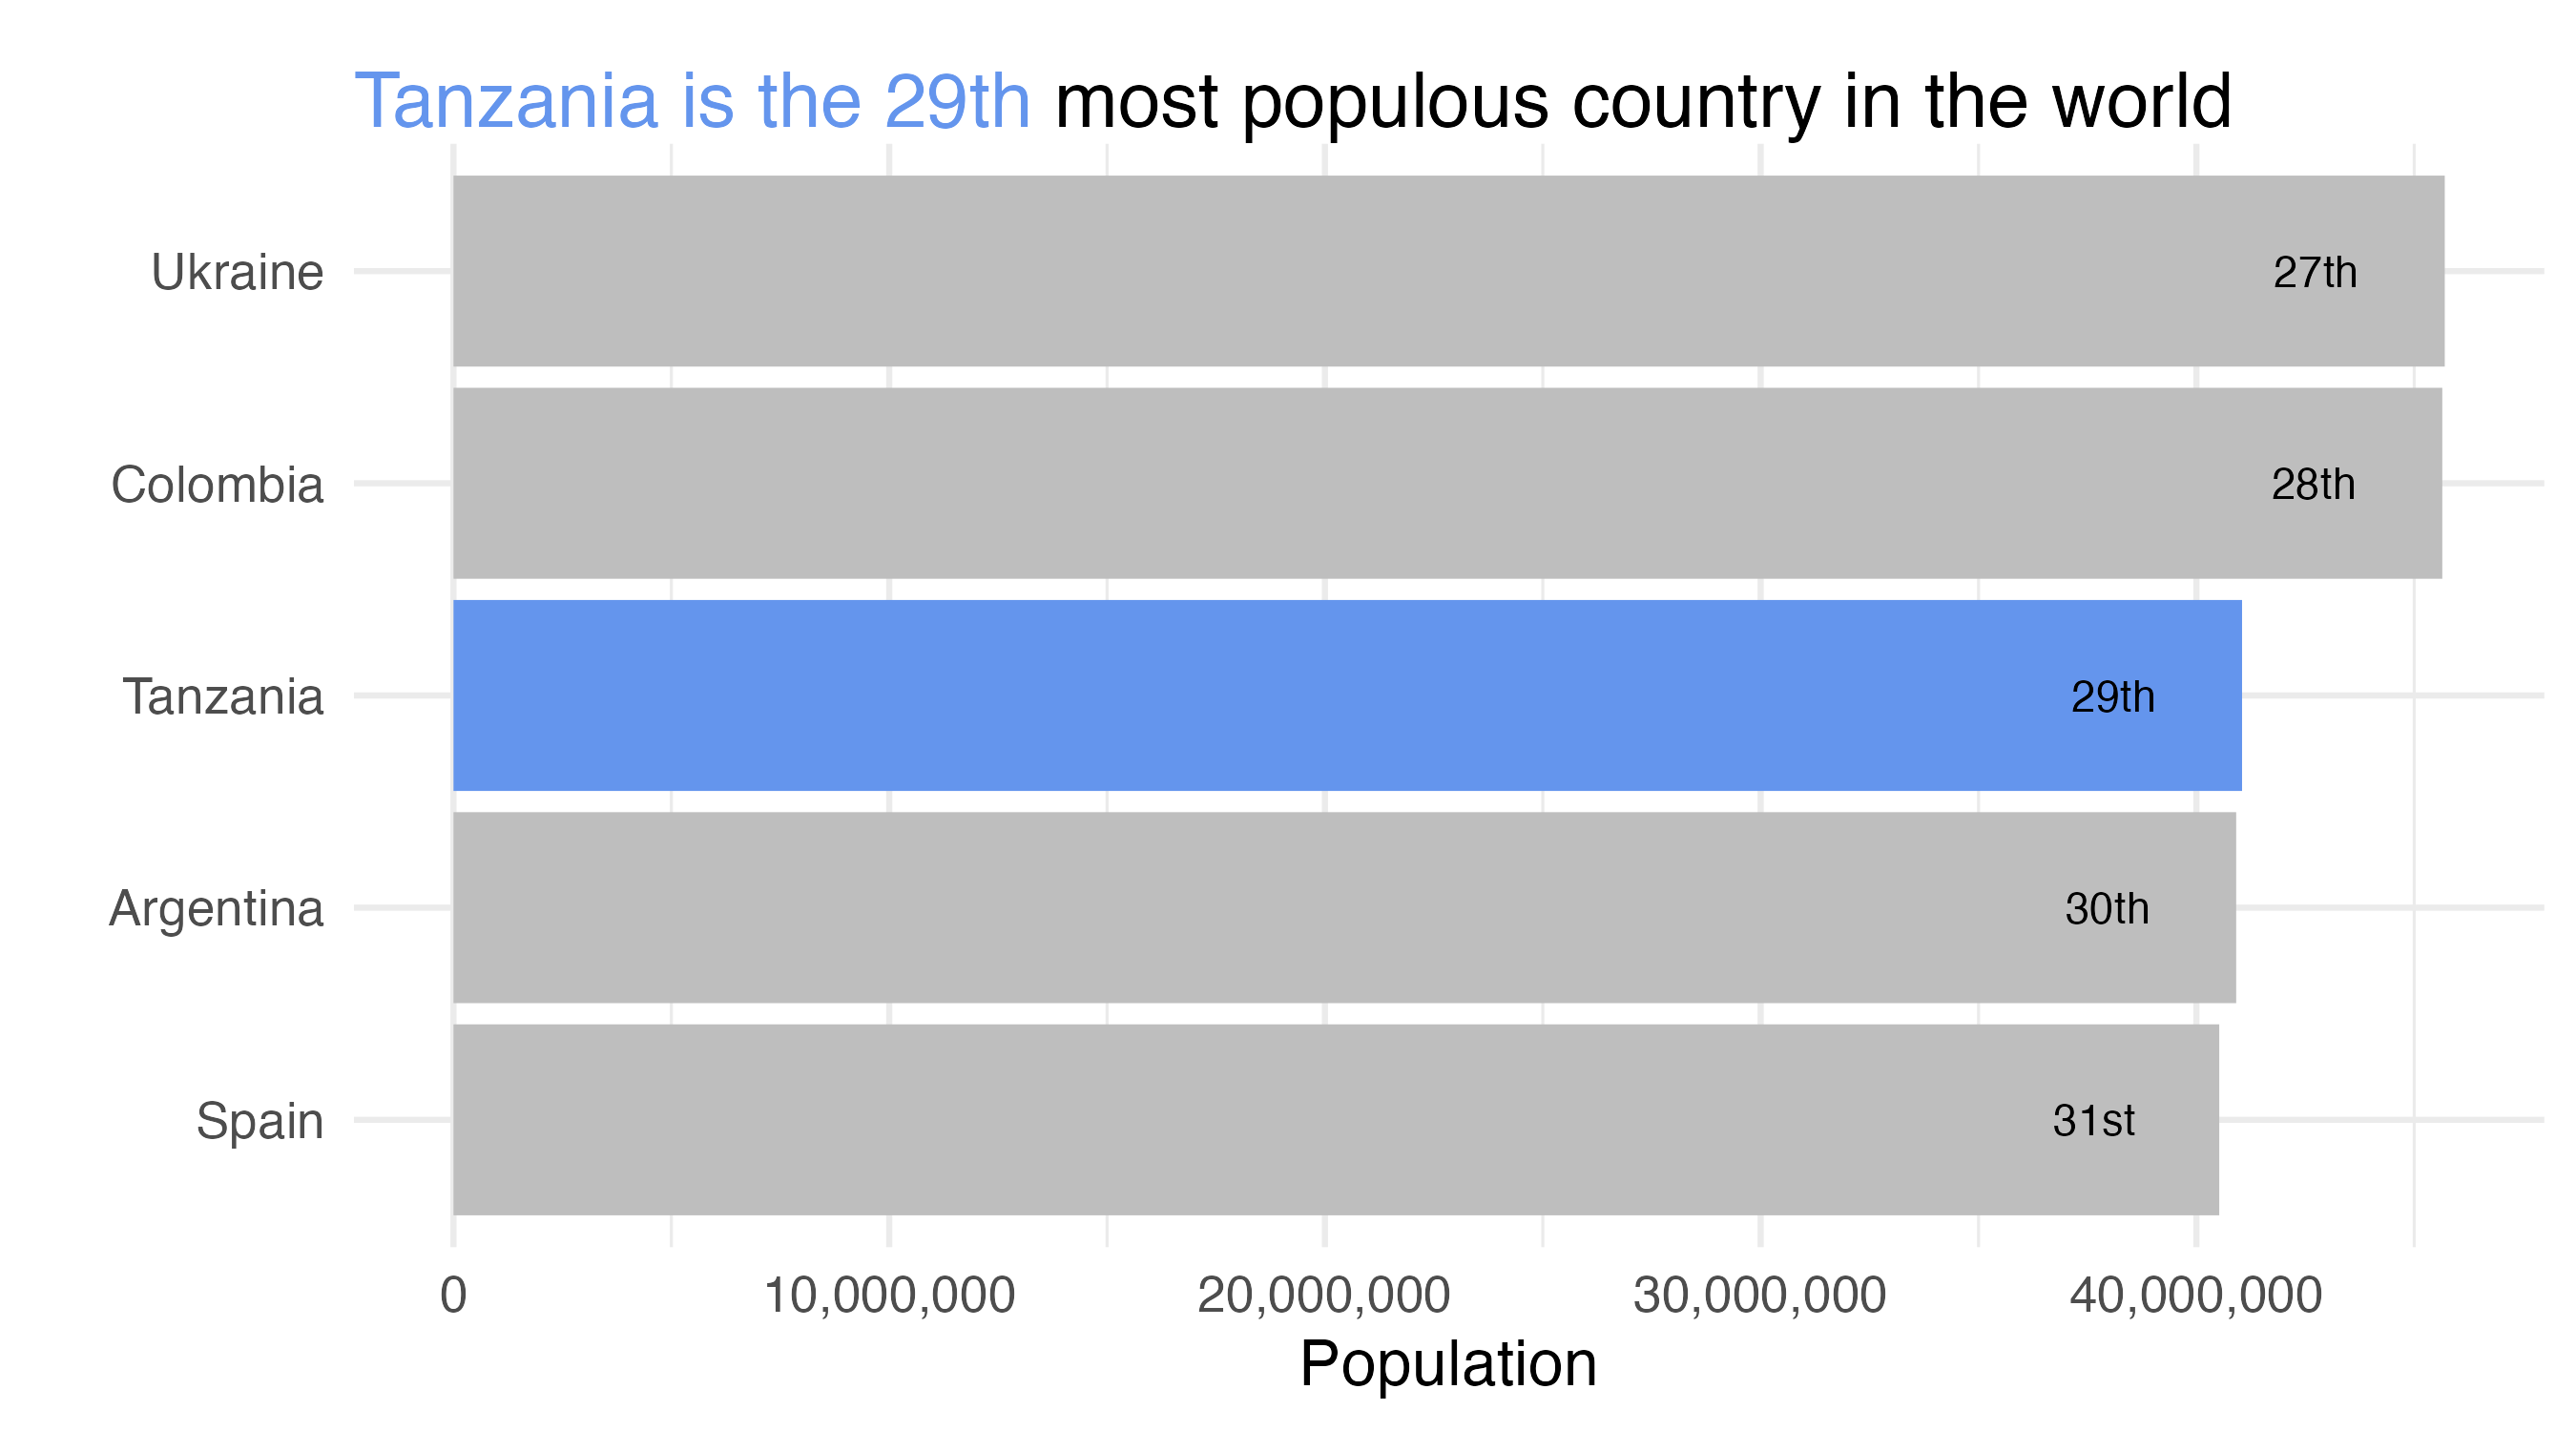 Tanzania is the 29th most populous country in the world
Ukraine
27th
Colombia
28th
Tanzania
29th
Argentina
30th
Spain
31st
0 10,000,000 20,000,000 30,000,000 40,000,000
Population